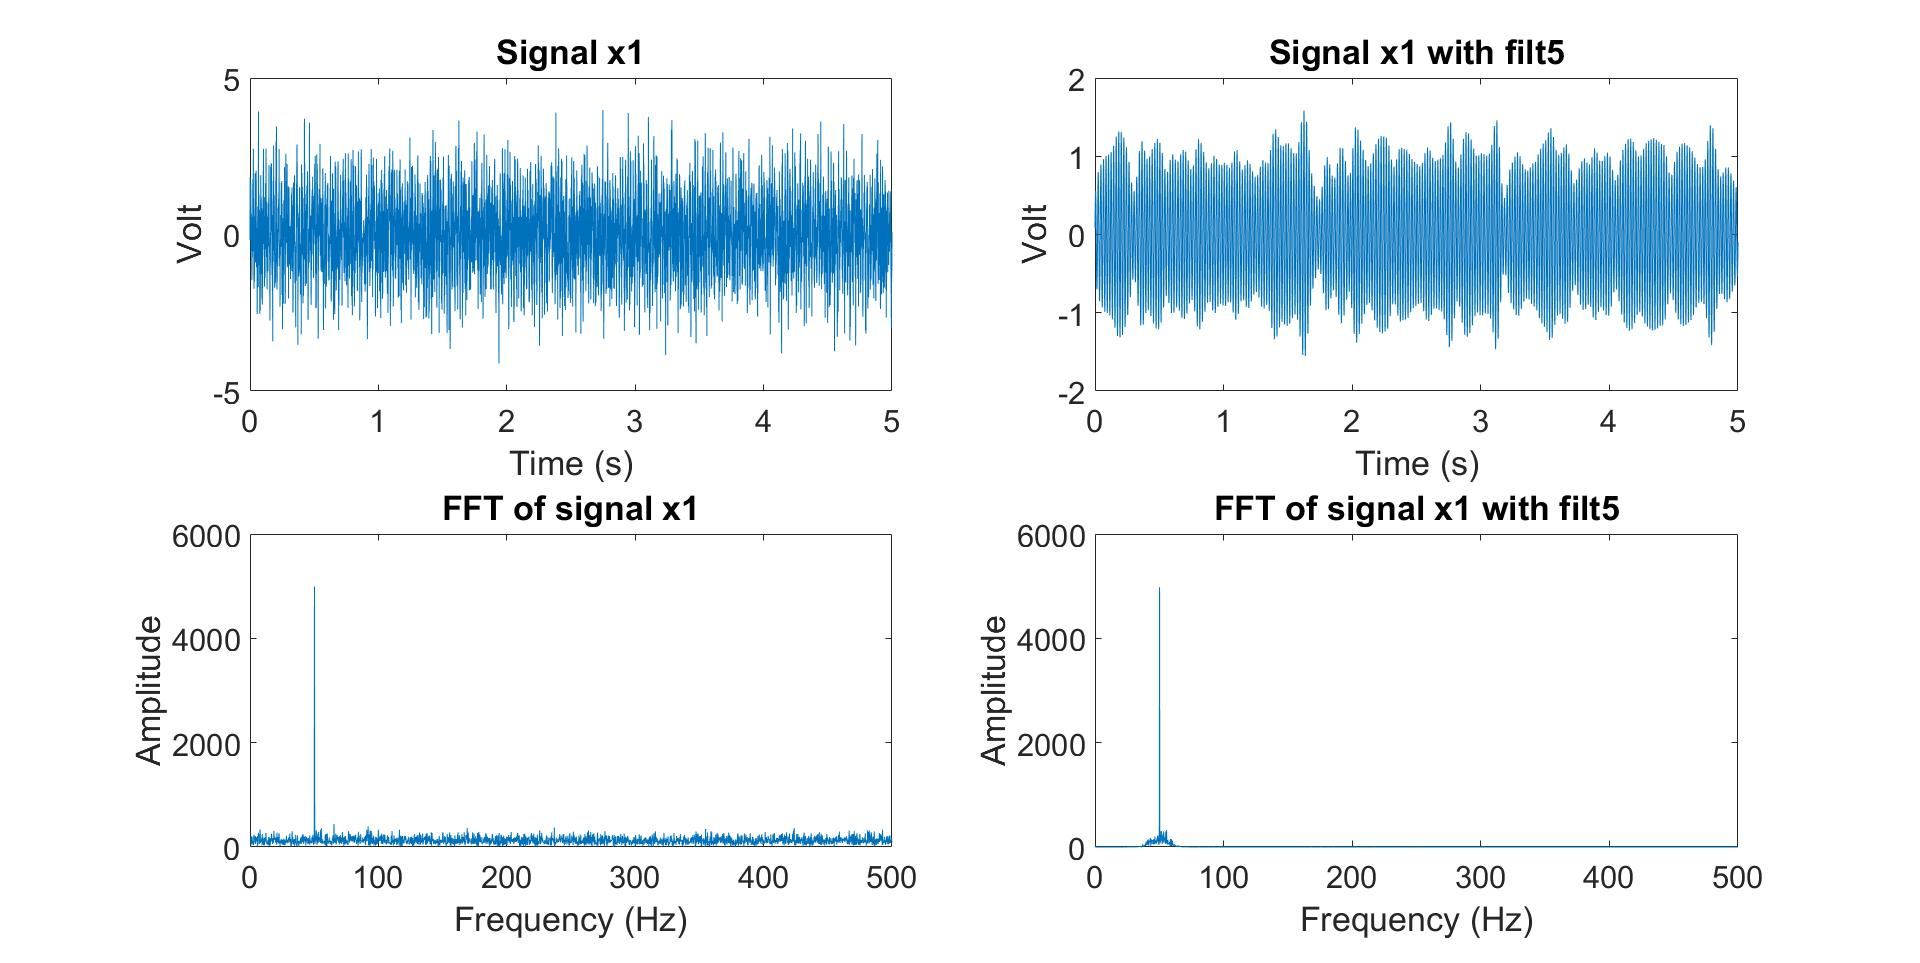 Signal x1
5
0
-5
Volt
0 1 2 3 4 5
Time (s)
Signal x1 with filt5
2
1
0
-1
-2
Volt
0 1 2 3 4 5
Time (s)
FFT of signal x1
6000
4000
2000
0
Amplitude
0 100 200 300 400 500
Frequency (Hz)
FFT of signal x1 with filt5
6000
4000
2000
0
Amplitude
0 100 200 300 400 500
Frequency (Hz)